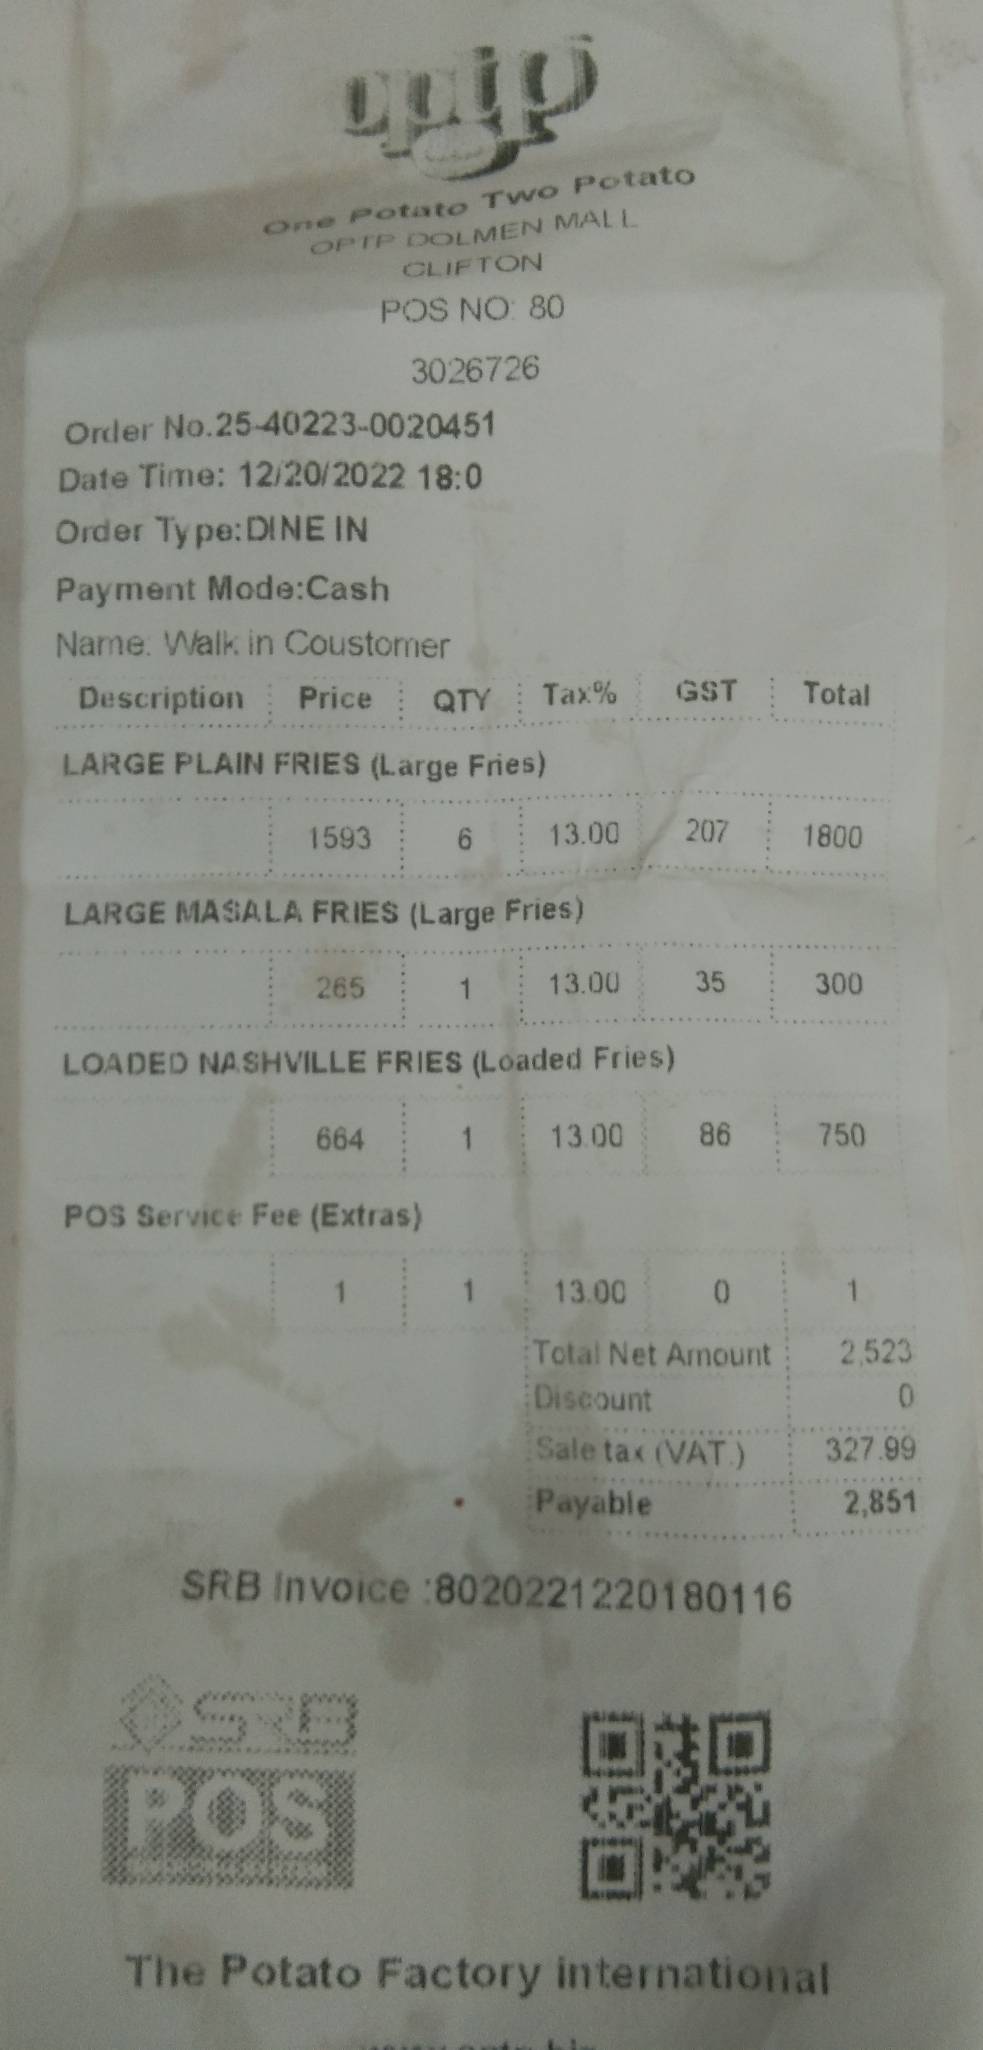 optp
One Potato Two Potato
OPTP DOLMEN MALL
CLIFTON
POS NO: 80
3026726
Order No.25-40223-0020451
Date Time: 12/20/2022 18:0
Order Type:DINE IN
Payment Mode:Cash
Name: Walk in Coustomer
Description Price QTY Tax% GST Total
LARGE PLAIN FRIES (Large Fries)
1593 6 13.00 207 1800
LARGE MASALA FRIES (Large Fries)
265 1 13.00 35 300
LOADED NASHVILLE FRIES (Loaded Fries)
664 1 13.00 86 750
POS Service Fee (Extras)
1 1 13.00 0 1
Total Net Amount 2,523
Discount 0
Sale tax (VAT.) 327.99
Payable 2,851
SRB Invoice :8020221220180116
SRB
POS
The Potato Factory international